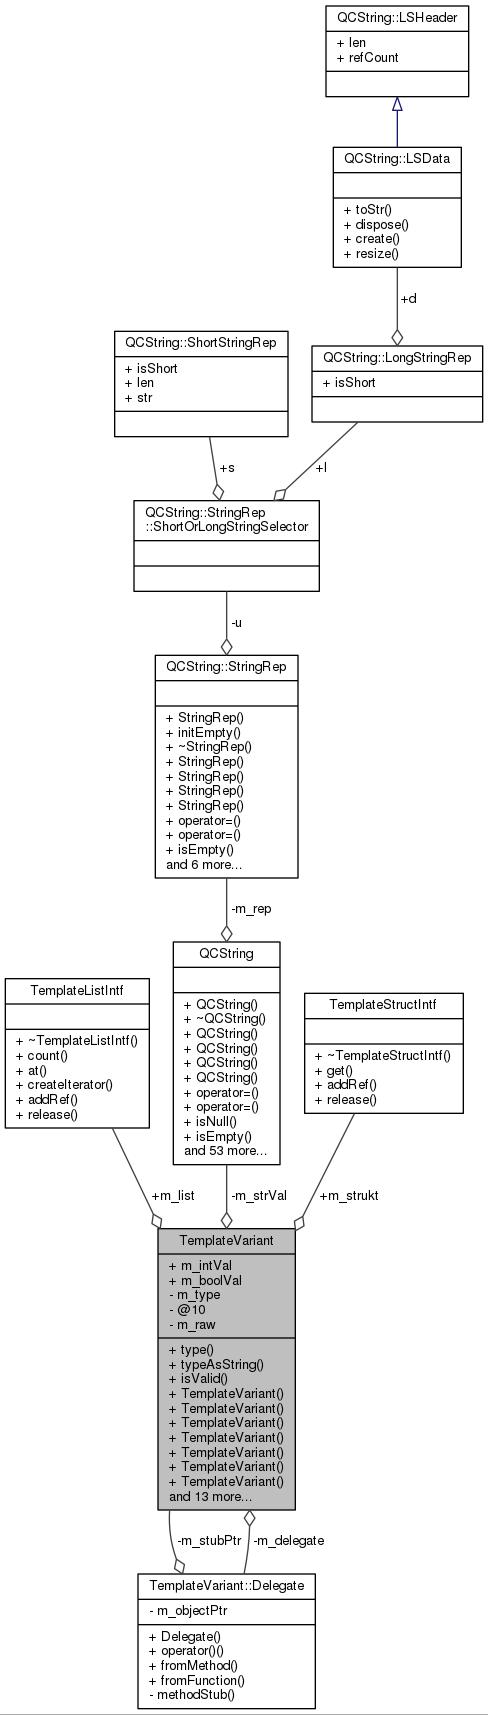 QCString::LSHeader
+ len
+ refCount
QCString::LSData
+ toStr()
+ dispose()
+ create()
+ resize()
+d
QCString::ShortStringRep
+ isShort
+ len
+ str
QCString::LongStringRep
+ isShort
+s
+l
QCString::StringRep
::ShortOrLongStringSelector
-u
QCString::StringRep
+ StringRep()
+ initEmpty()
+ ~StringRep()
+ StringRep()
+ StringRep()
+ StringRep()
+ StringRep()
+ operator=()
+ operator=()
+ isEmpty()
and 6 more...
-m_rep
QCString
+ QCString()
+ ~QCString()
+ QCString()
+ QCString()
+ QCString()
+ QCString()
+ operator=()
+ operator=()
+ isNull()
+ isEmpty()
and 53 more...
TemplateListIntf
+ ~TemplateListIntf()
+ count()
+ at()
+ createIterator()
+ addRef()
+ release()
TemplateStructIntf
+ ~TemplateStructIntf()
+ get()
+ addRef()
+ release()
+m_list
-m_strVal
+m_strukt
TemplateVariant
+ m_intVal
+ m_boolVal
- m_type
- @10
- m_raw
+ type()
+ typeAsString()
+ isValid()
+ TemplateVariant()
+ TemplateVariant()
+ TemplateVariant()
+ TemplateVariant()
+ TemplateVariant()
+ TemplateVariant()
+ TemplateVariant()
and 13 more...
-m_stubPtr
-m_delegate
TemplateVariant::Delegate
- m_objectPtr
+ Delegate()
+ operator()()
+ fromMethod()
+ fromFunction()
- methodStub()